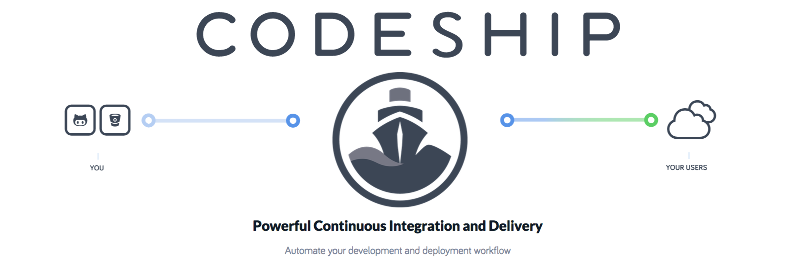 CODESHIP
YOU
YOUR USERS
Powerful Continuous Integration and Delivery
Automate your development and deployment workflow